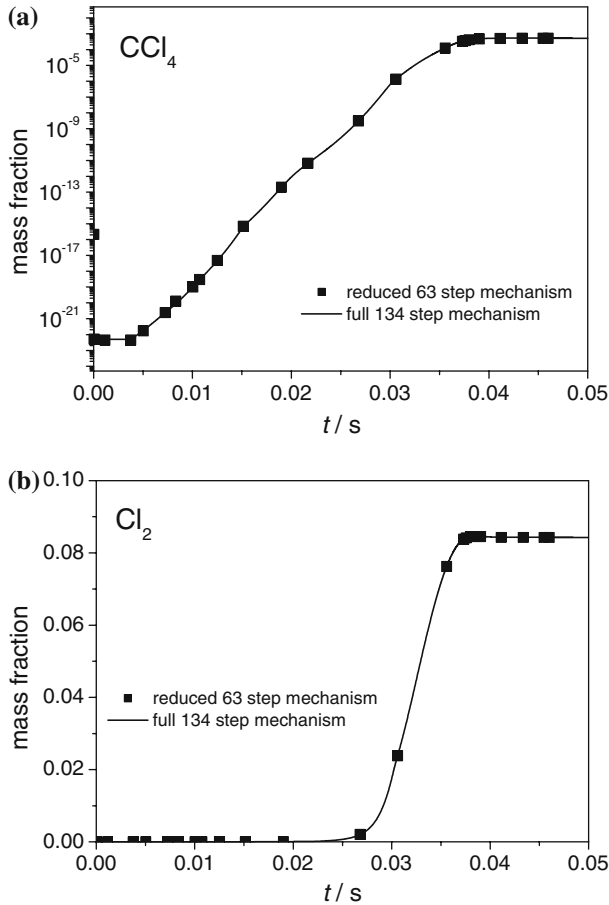 (a)
CCl4
10^-5
10^-9
10^-13
10^-17
10^-21
mass fraction
reduced 63 step mechanism
full 134 step mechanism
0.00 0.01 0.02 0.03 0.04 0.05
t / s
(b)
Cl2
0.10
0.08
0.06
0.04
0.02
0.00
mass fraction
reduced 63 step mechanism
full 134 step mechanism
0.00 0.01 0.02 0.03 0.04 0.05
t / s